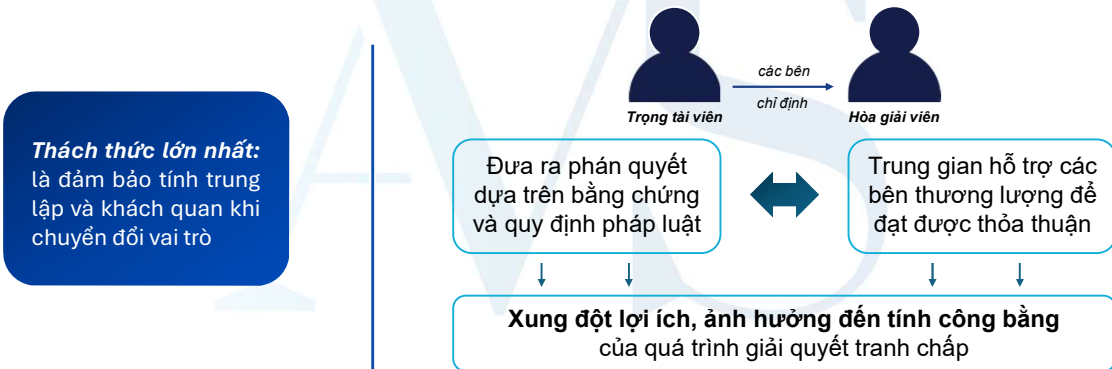 Thách thức lớn nhất:
là đảm bảo tính trung
lập và khách quan khi
chuyển đổi vai trò
các bên
chỉ định
Trọng tài viên
Hòa giải viên
Đưa ra phán quyết
dựa trên bằng chứng
và quy định pháp luật
Trung gian hỗ trợ các
bên thương lượng để
đạt được thỏa thuận
Xung đột lợi ích, ảnh hưởng đến tính công bằng
của quá trình giải quyết tranh chấp